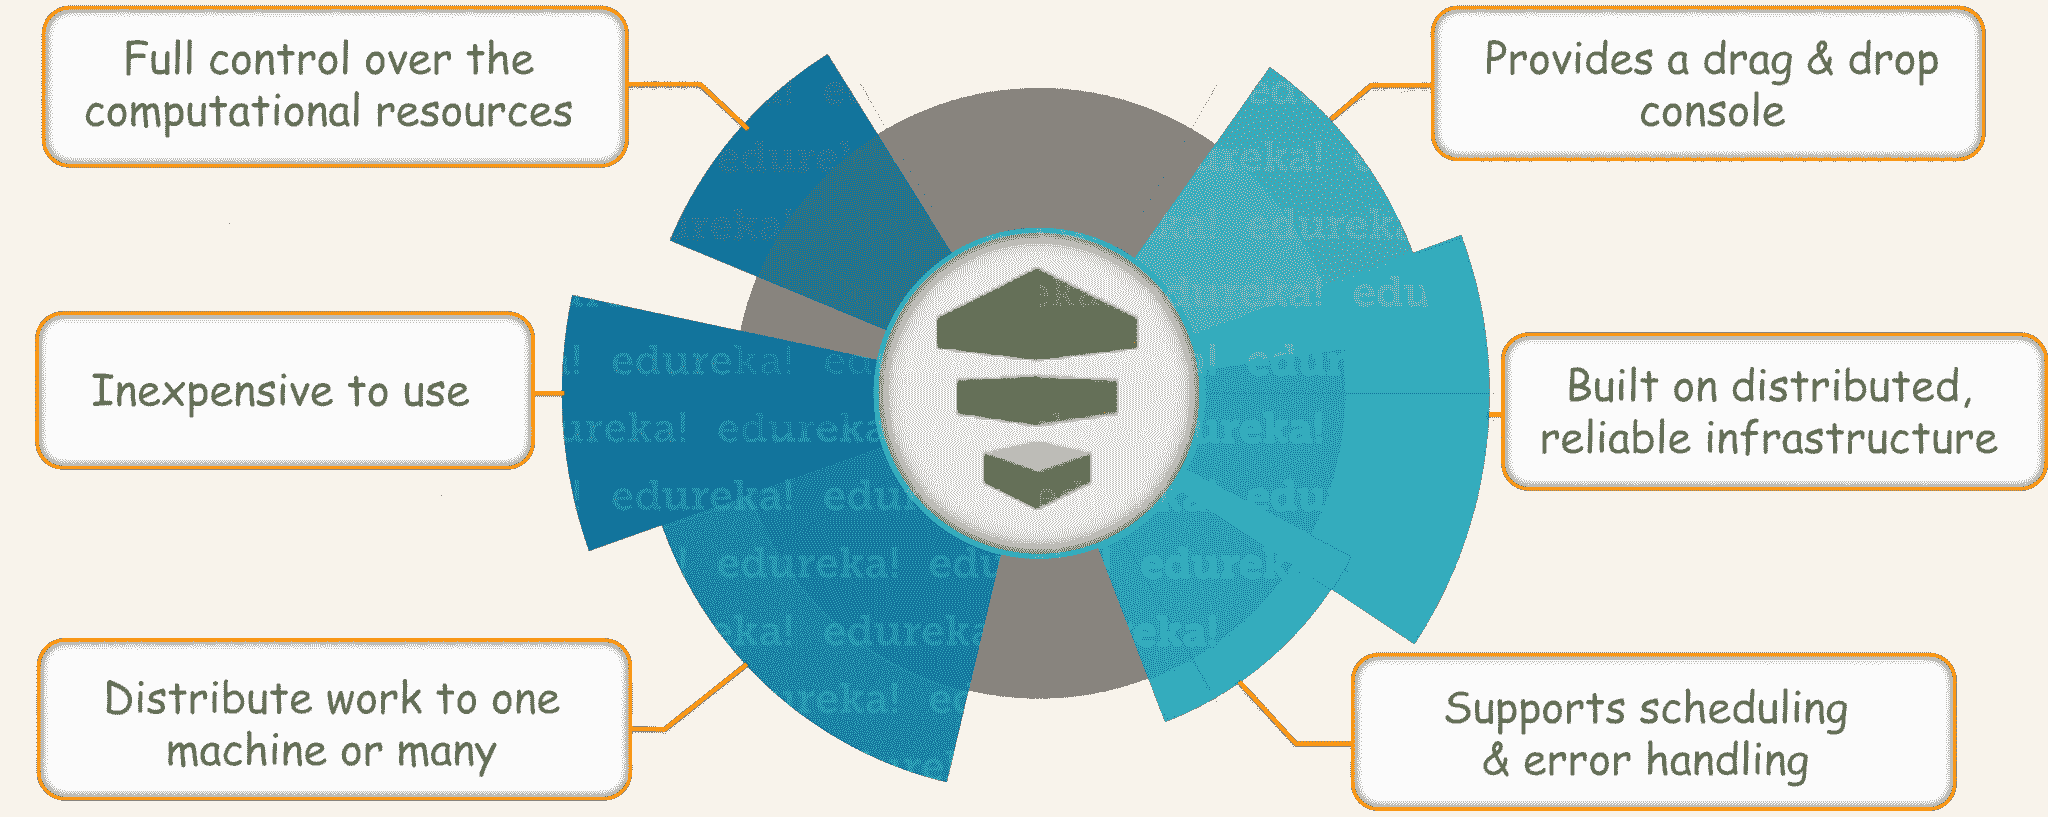 Full control over the
computational resources
Provides a drag & drop
console
Inexpensive to use
Built on distributed,
reliable infrastructure
Distribute work to one
machine or many
Supports scheduling
& error handling
edureka!